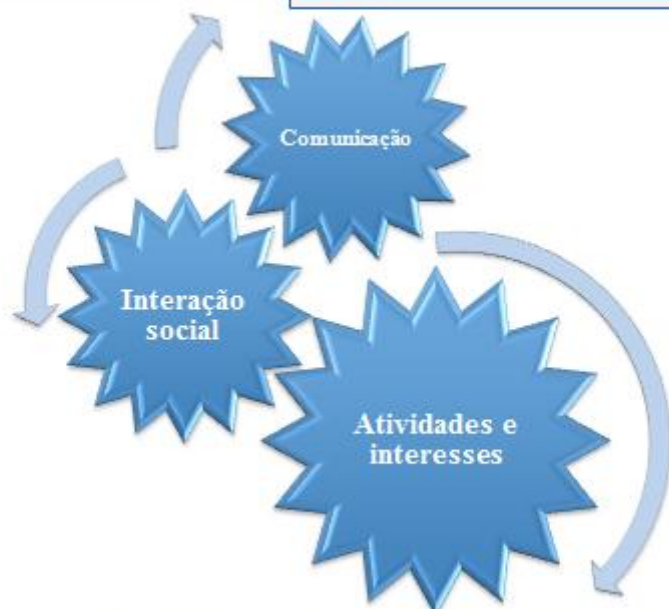 Comunicação
Interação
social
Atividades e
interesses